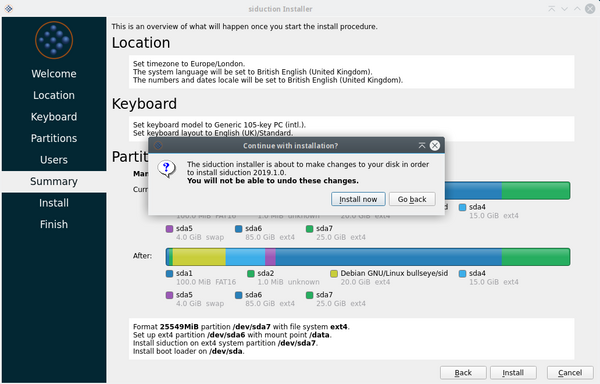 siduction Installer
This is an overview of what will happen once you start the install procedure.
Welcome
Location
Keyboard
Partitions
Users
Summary
Install
Finish
Location
Set timezone to Europe/London.
The system language will be set to British English (United Kingdom).
The numbers and dates locale will be set to British English (United Kingdom).
Keyboard
Set keyboard model to Generic 105-key PC (intl.).
Set keyboard layout to English (UK)/Standard.
Continue with installation?
The siduction installer is about to make changes to your disk in order
to install siduction 2019.1.0.
You will not be able to undo these changes.
Install now
Go back
sda4
100.0 MiB FAT16 1.0 MiB unknown 20.0 GiB ext4 15.0 GiB ext4
sda5 sda6 sda7
4.0 GiB swap 85.0 GiB ext4 25.0 GiB ext4
After:
sda1 sda2 Debian GNU/Linux bullseye/sid sda4
100.0 MiB FAT16 1.0 MiB unknown 20.0 GiB ext4 15.0 GiB ext4
sda5 sda6 sda7
4.0 GiB swap 85.0 GiB ext4 25.0 GiB ext4
Format 25549MiB partition /dev/sda7 with file system ext4.
Set up ext4 partition /dev/sda6 with mount point /data.
Install siduction on ext4 system partition /dev/sda7.
Install boot loader on /dev/sda.
Back
Install
Cancel